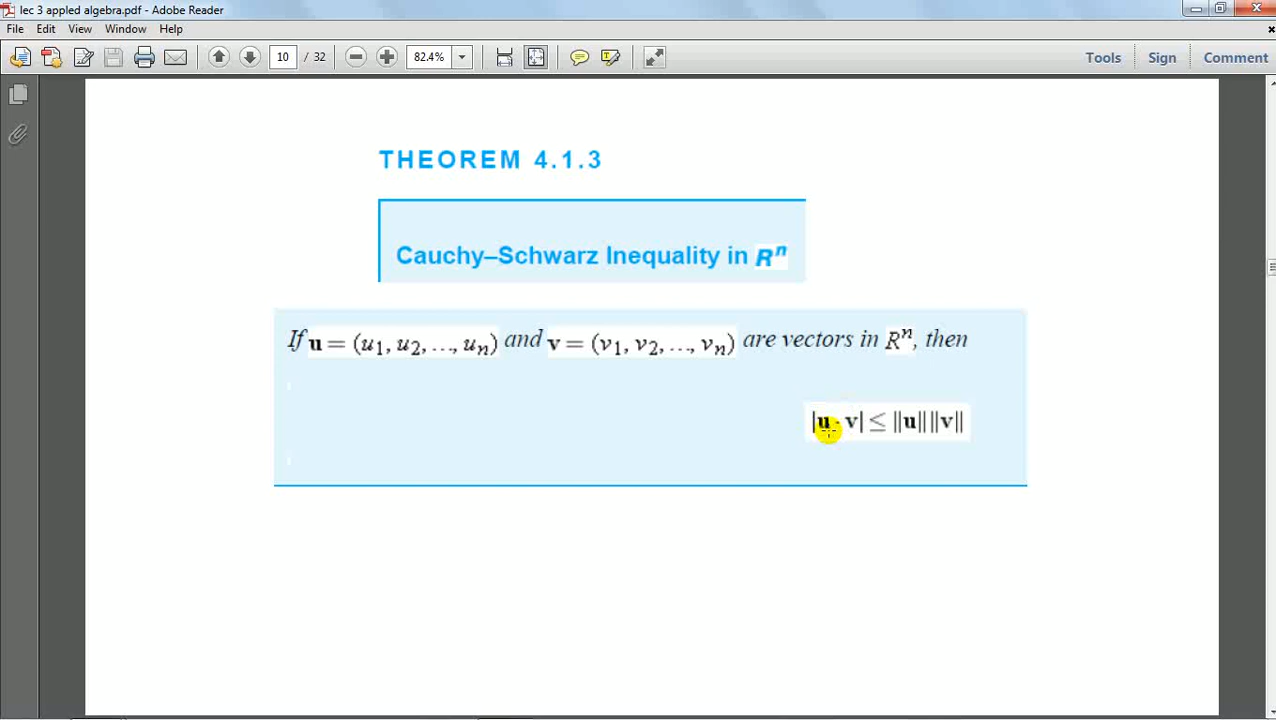 lec 3 appled algebra.pdf - Adobe Reader
File Edit View Window Help
10 / 32 82.4% Tools Sign Comment
THEOREM 4.1.3
Cauchy–Schwarz Inequality in Rⁿ
If u = (u₁, u₂, ..., uₙ) and v = (v₁, v₂, ..., vₙ) are vectors in Rⁿ, then
|u · v| ≤ ‖u‖ ‖v‖